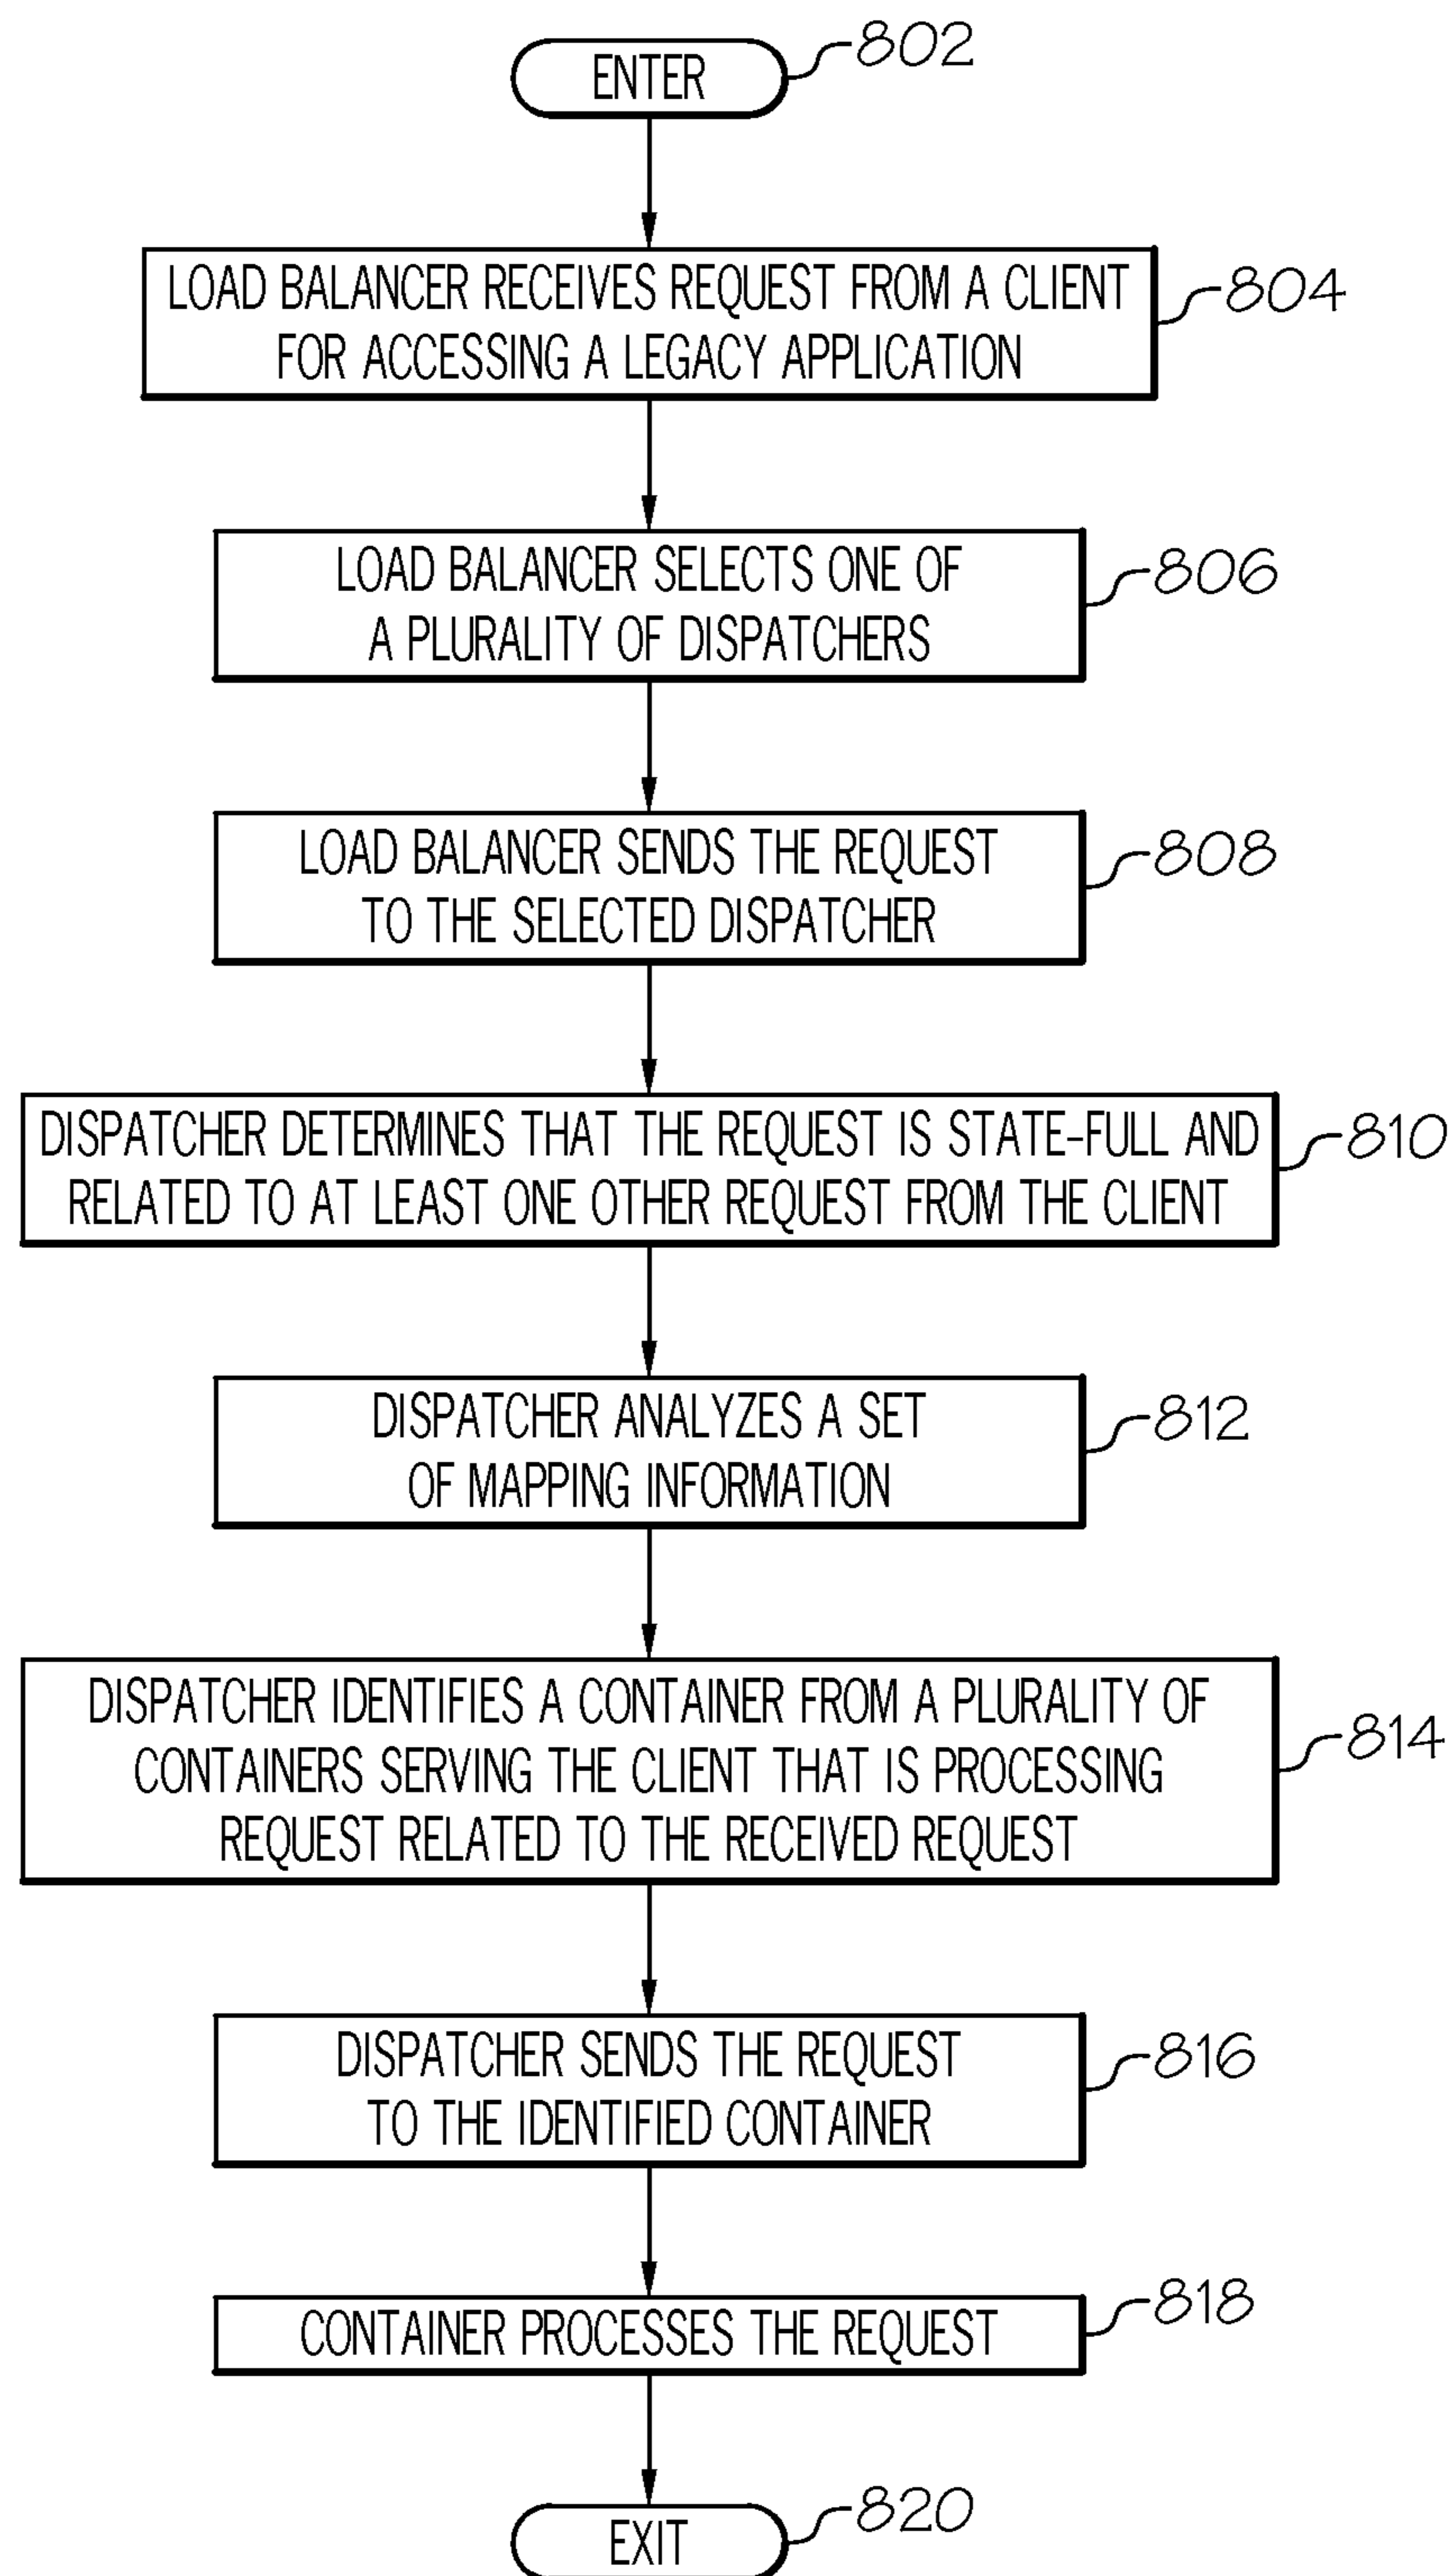 ENTER
802
LOAD BALANCER RECEIVES REQUEST FROM A CLIENT
FOR ACCESSING A LEGACY APPLICATION
804
LOAD BALANCER SELECTS ONE OF
A PLURALITY OF DISPATCHERS
806
LOAD BALANCER SENDS THE REQUEST
TO THE SELECTED DISPATCHER
808
DISPATCHER DETERMINES THAT THE REQUEST IS STATE-FULL AND
RELATED TO AT LEAST ONE OTHER REQUEST FROM THE CLIENT
810
DISPATCHER ANALYZES A SET
OF MAPPING INFORMATION
812
DISPATCHER IDENTIFIES A CONTAINER FROM A PLURALITY OF
CONTAINERS SERVING THE CLIENT THAT IS PROCESSING
REQUEST RELATED TO THE RECEIVED REQUEST
814
DISPATCHER SENDS THE REQUEST
TO THE IDENTIFIED CONTAINER
816
CONTAINER PROCESSES THE REQUEST
818
EXIT
820